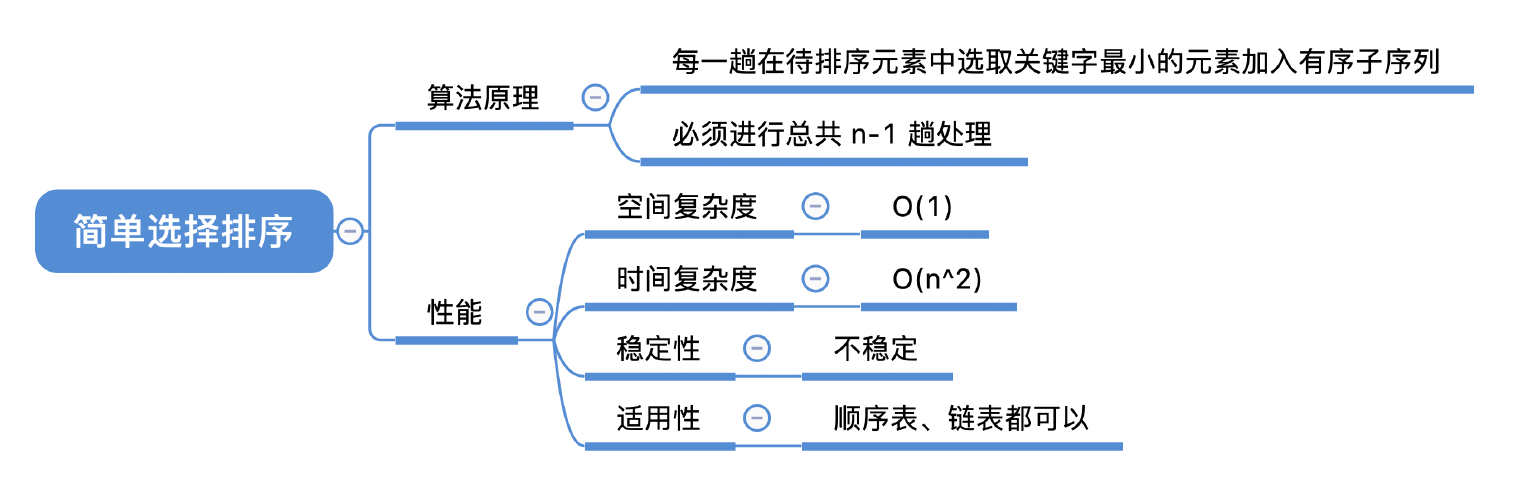 简单选择排序
算法原理
每一趟在待排序元素中选取关键字最小的元素加入有序子序列
必须进行总共 n-1 趟处理
性能
空间复杂度
O(1)
时间复杂度
O(n^2)
稳定性
不稳定
适用性
顺序表、链表都可以